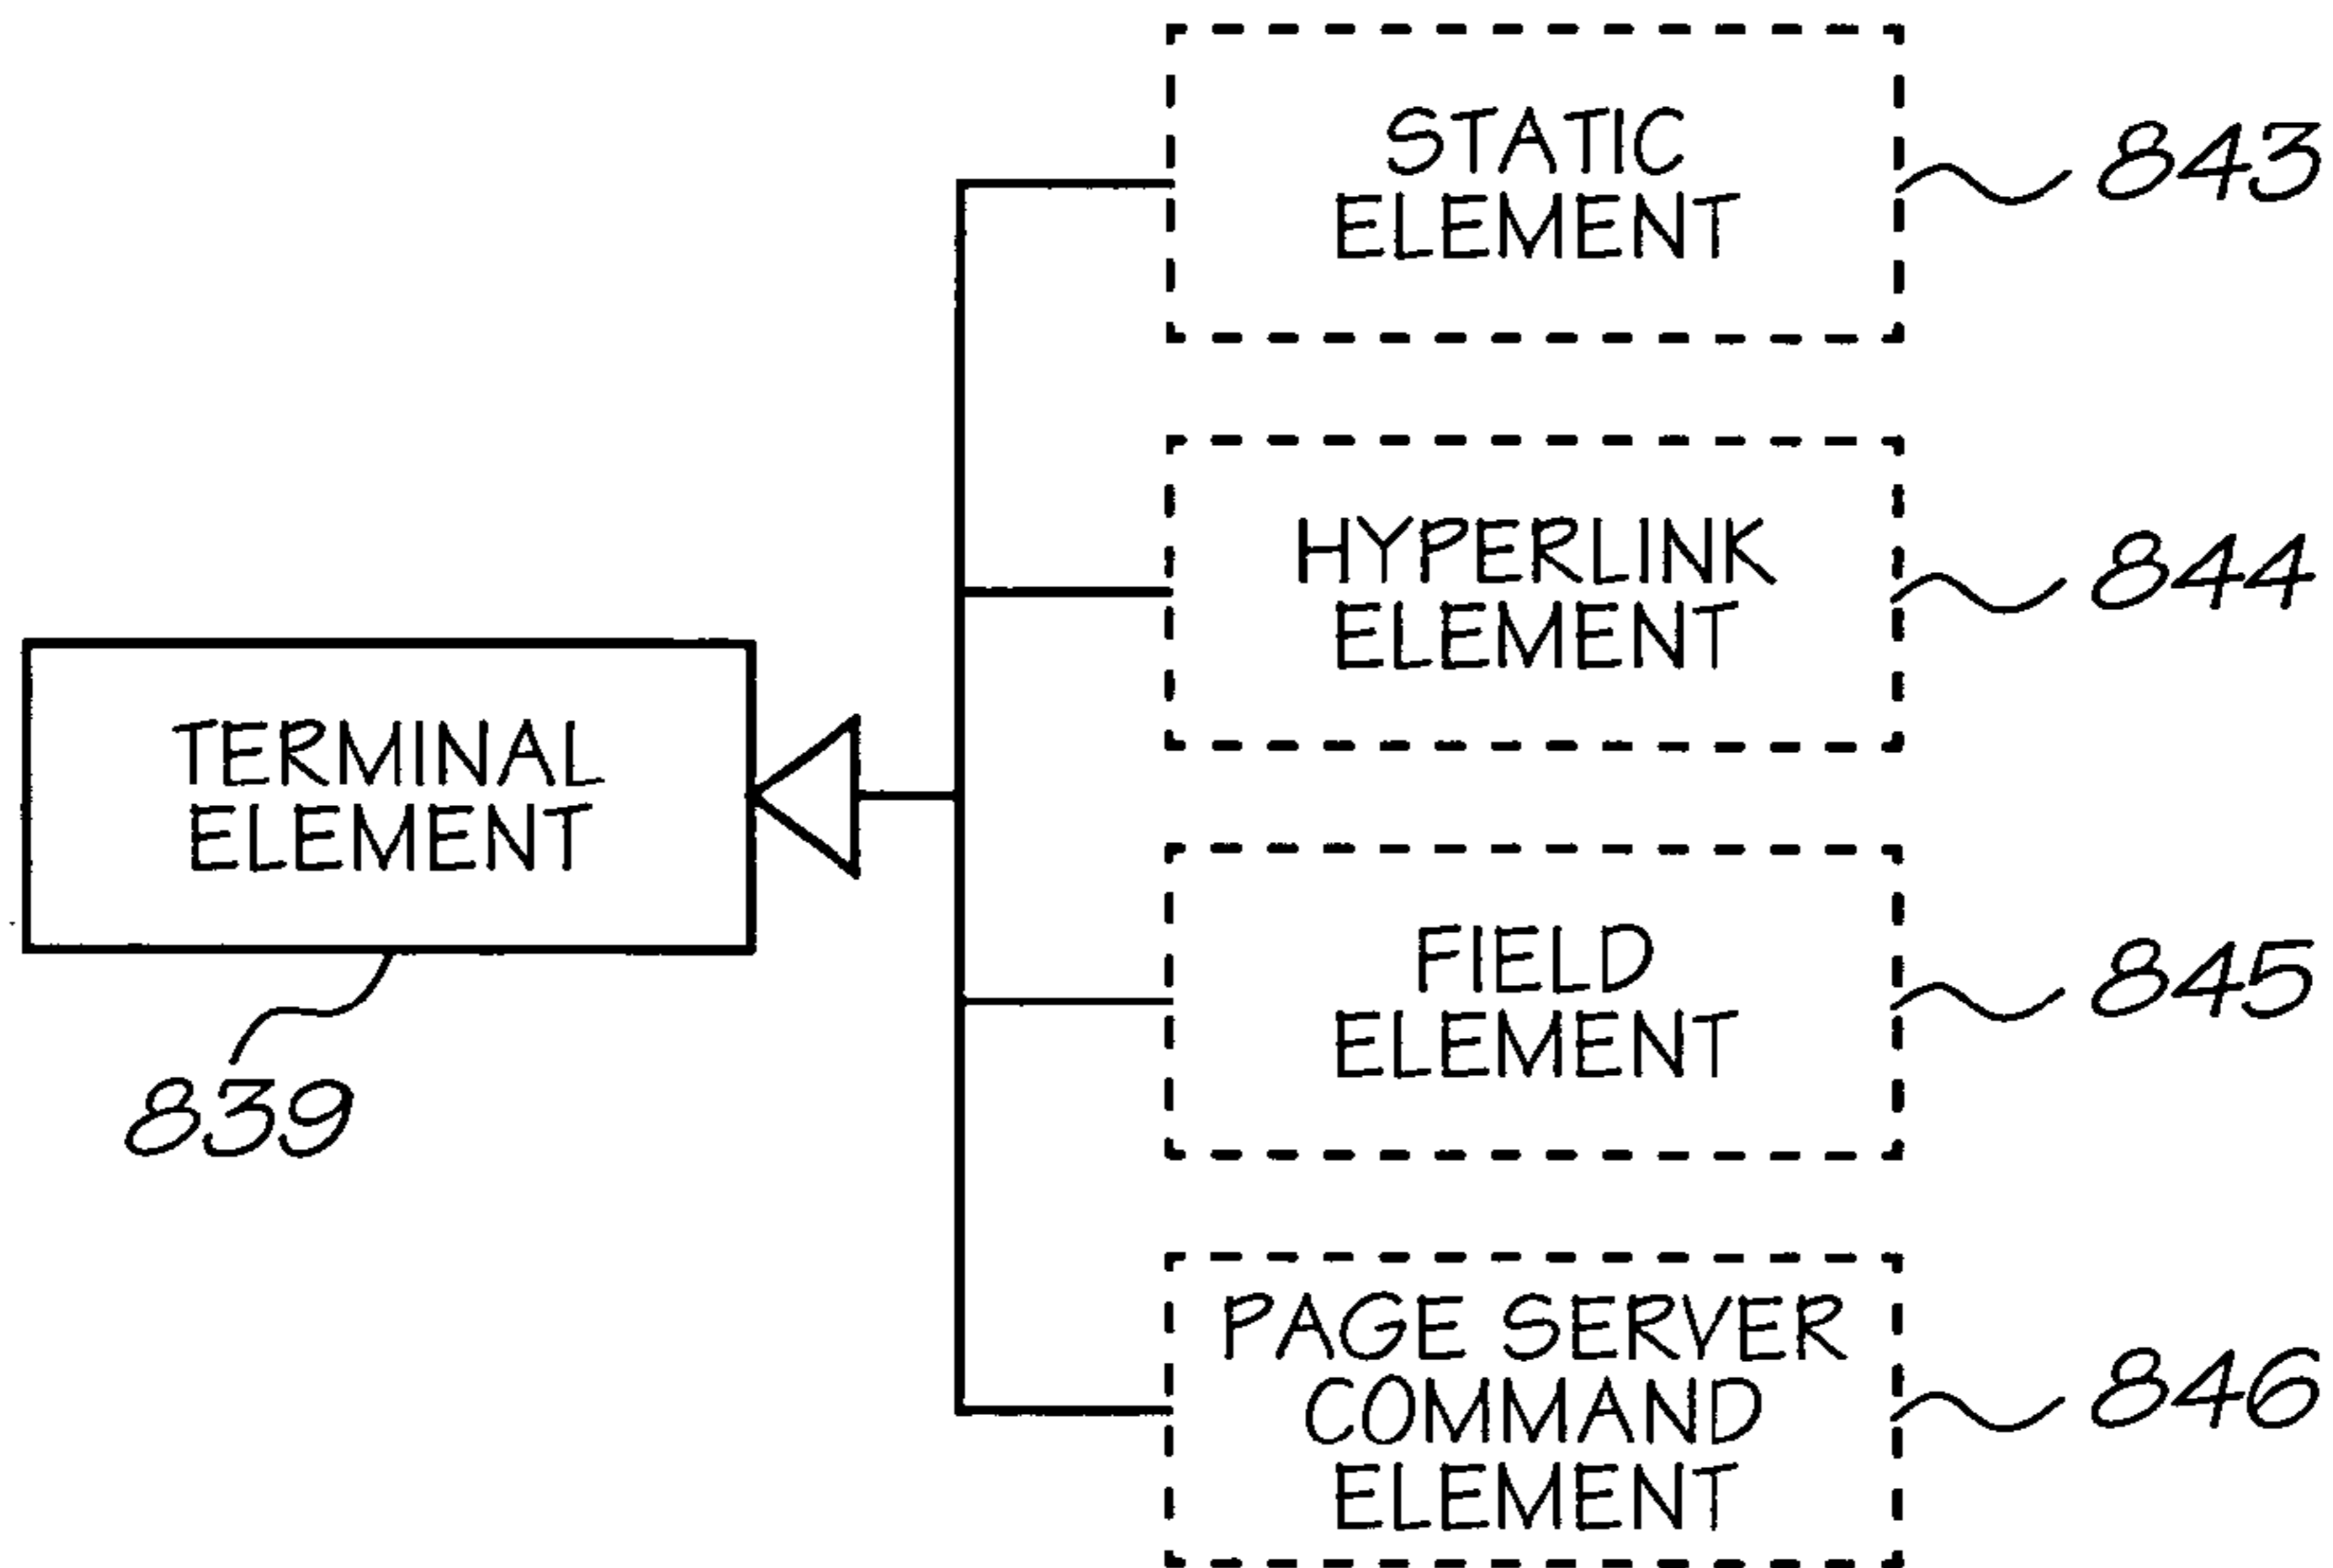 STATIC
ELEMENT
843
HYPERLINK
ELEMENT
844
TERMINAL
ELEMENT
839
FIELD
ELEMENT
845
PAGE SERVER
COMMAND
ELEMENT
846